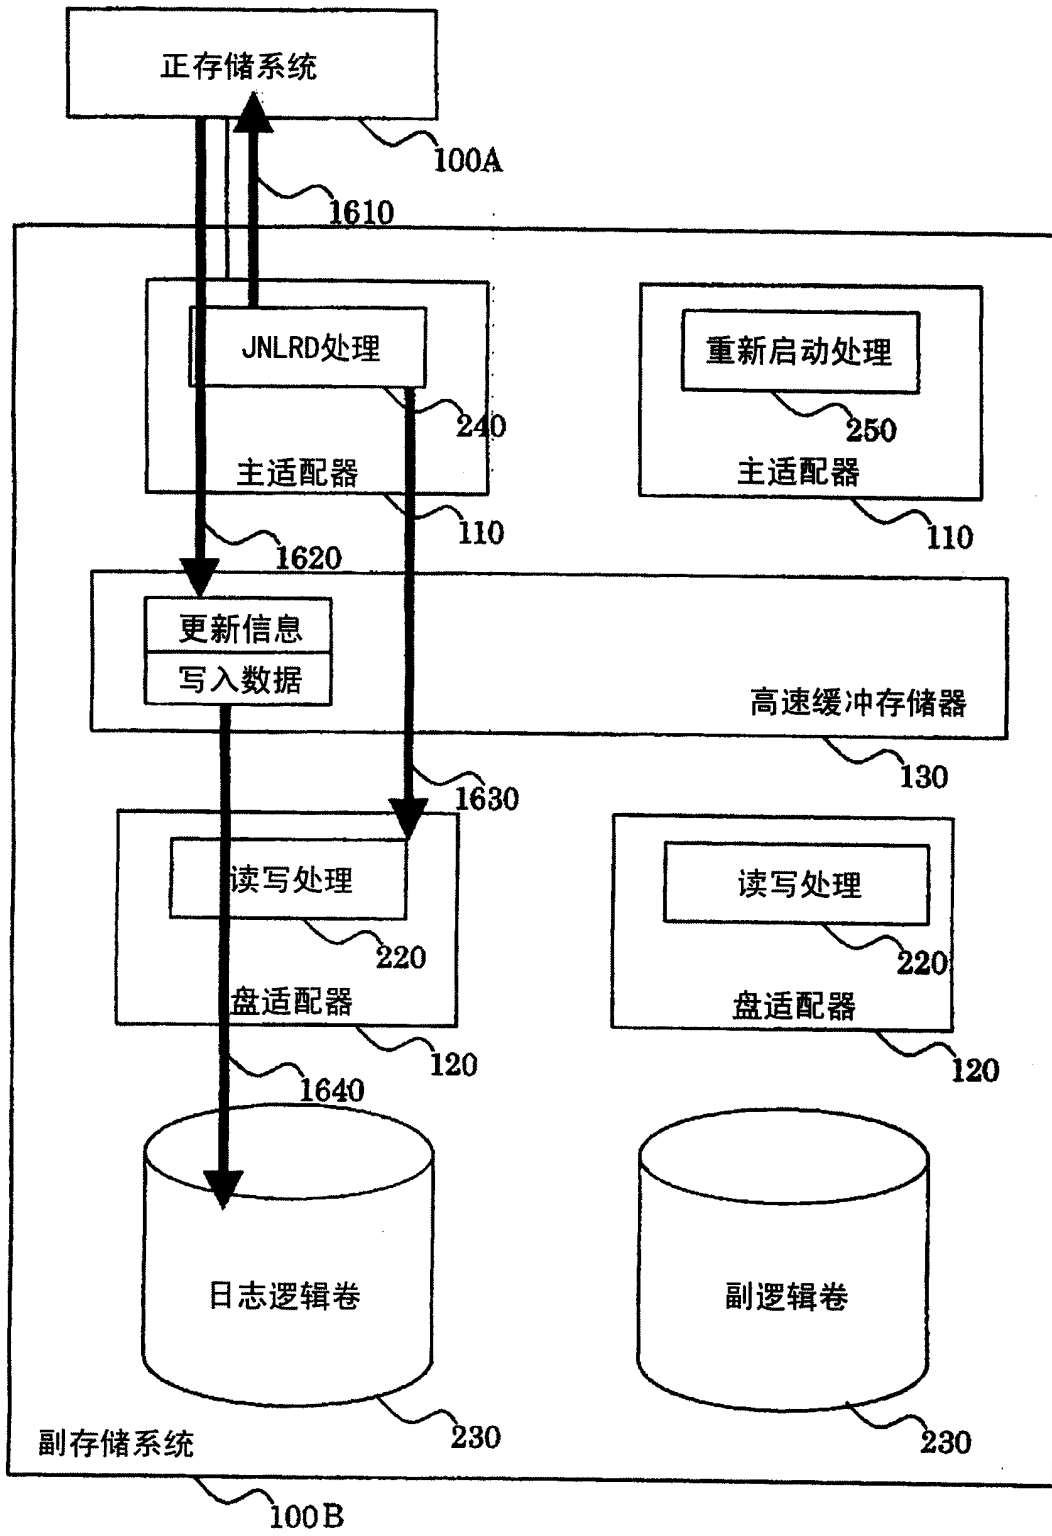 正存储系统
100A
1610
JNLRD处理
240
主适配器
110
重新启动处理
250
主适配器
110
1620
更新信息
写入数据
高速缓冲存储器
130
1630
读写处理
220
盘适配器
120
读写处理
220
盘适配器
120
1640
日志逻辑卷
230
副逻辑卷
230
副存储系统
100B